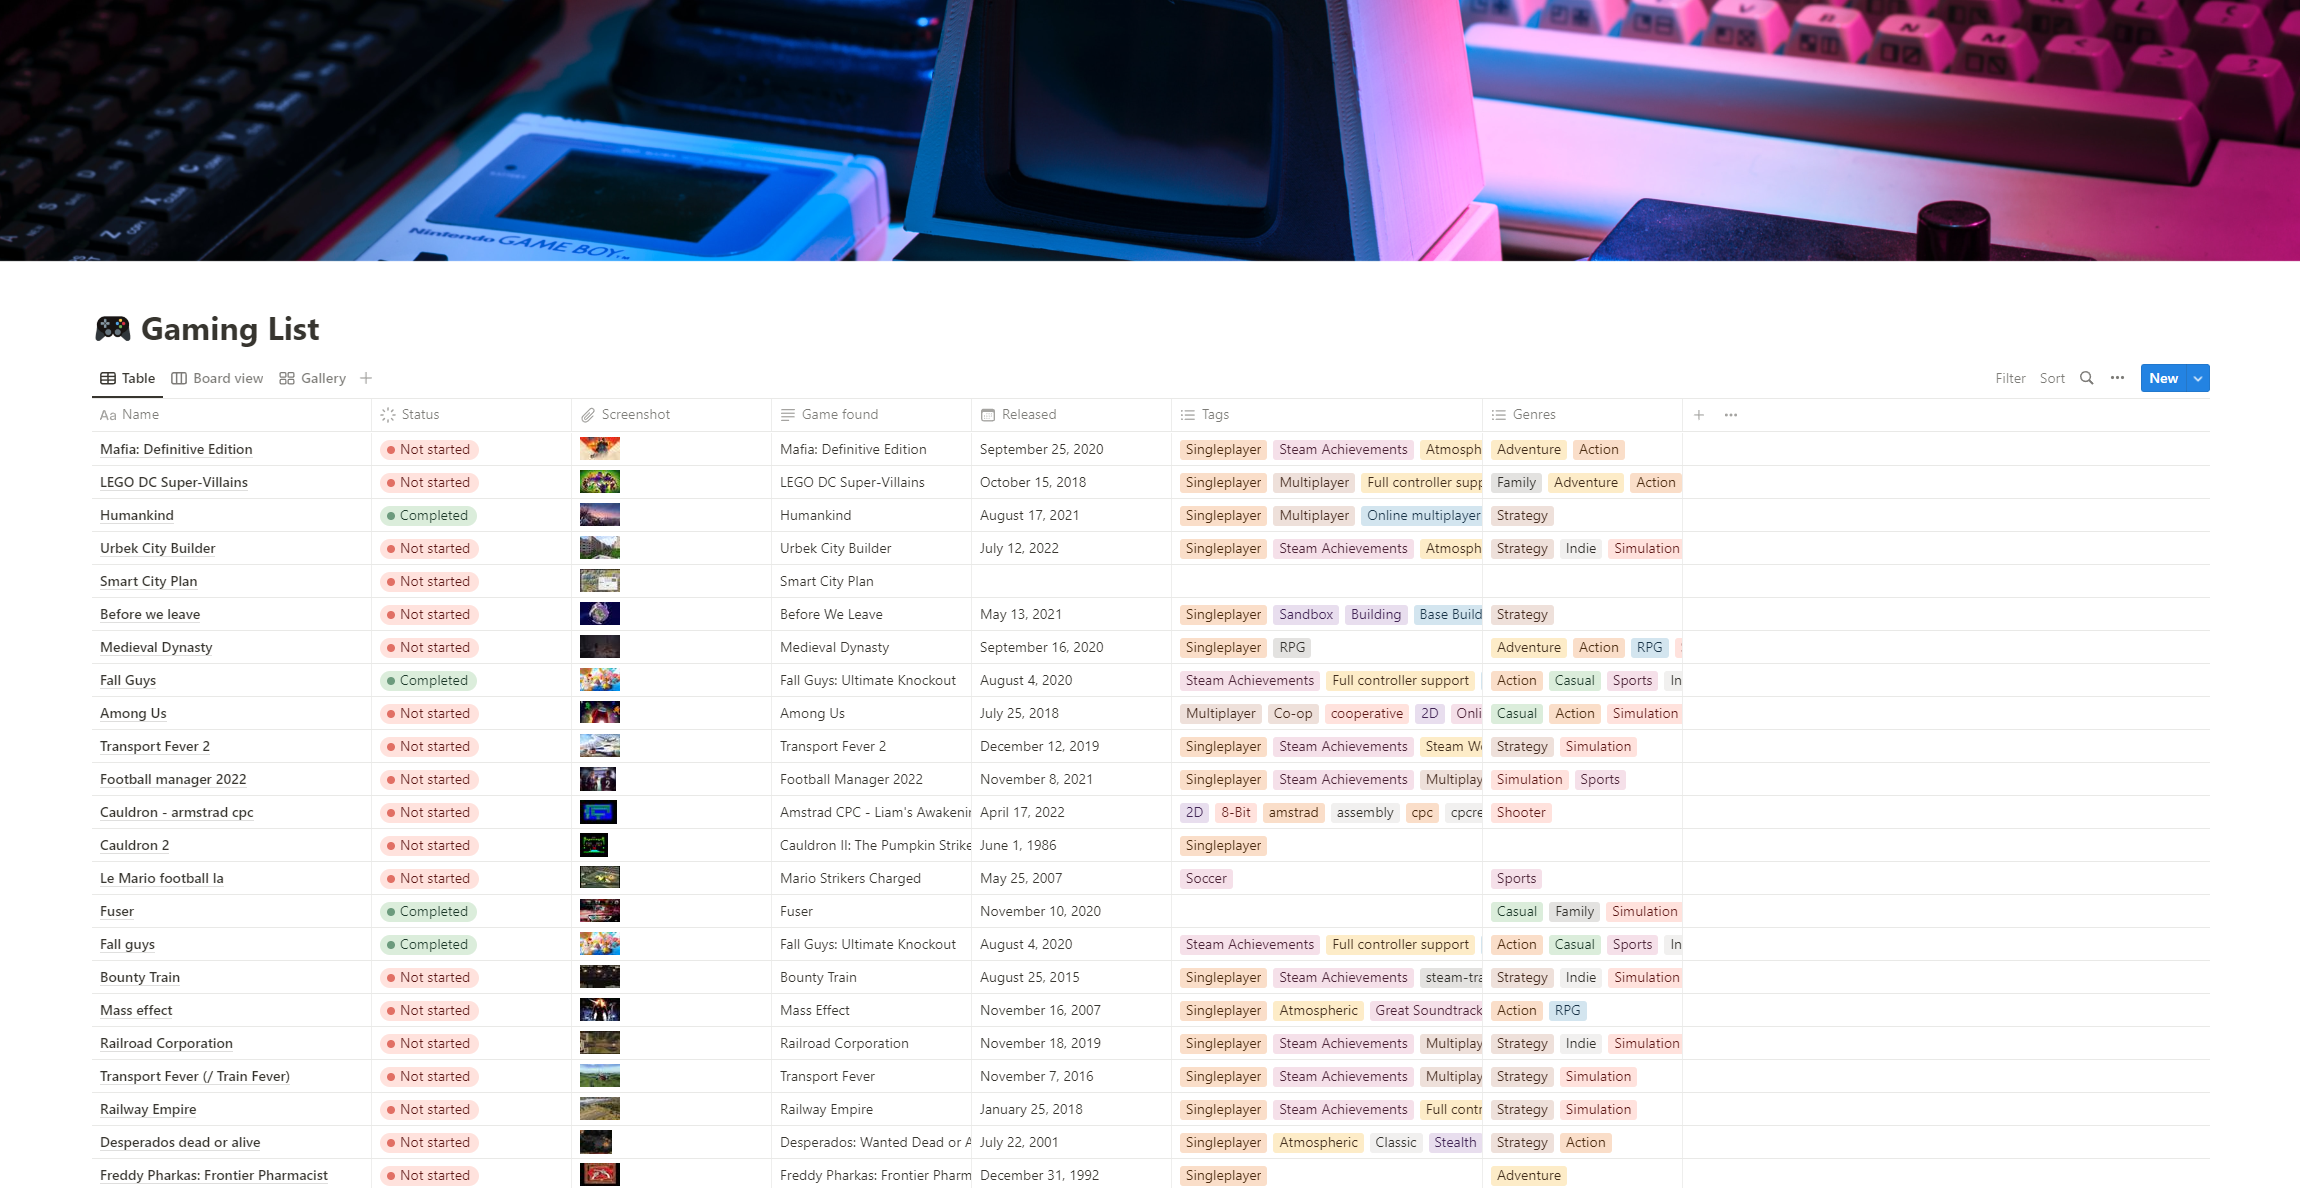 Nintendo GAME BOY™
Z X C
B N M < > ?
Gaming List
Table Board view Gallery Filter Sort New
Aa Name Status Screenshot Game found Released Tags Genres
Mafia: Definitive Edition Not started Mafia: Definitive Edition September 25, 2020 Singleplayer Steam Achievements Atmosph Adventure Action
LEGO DC Super-Villains Not started LEGO DC Super-Villains October 15, 2018 Singleplayer Multiplayer Full controller supp Family Adventure Action
Humankind Completed Humankind August 17, 2021 Singleplayer Multiplayer Online multiplayer Strategy
Urbek City Builder Not started Urbek City Builder July 12, 2022 Singleplayer Steam Achievements Atmosph Strategy Indie Simulation
Smart City Plan Not started Smart City Plan
Before we leave Not started Before We Leave May 13, 2021 Singleplayer Sandbox Building Base Build Strategy
Medieval Dynasty Not started Medieval Dynasty September 16, 2020 Singleplayer RPG Adventure Action RPG
Fall Guys Completed Fall Guys: Ultimate Knockout August 4, 2020 Steam Achievements Full controller support Action Casual Sports In
Among Us Not started Among Us July 25, 2018 Multiplayer Co-op cooperative 2D Onli Casual Action Simulation
Transport Fever 2 Not started Transport Fever 2 December 12, 2019 Singleplayer Steam Achievements Steam Wo Strategy Simulation
Football manager 2022 Not started Football Manager 2022 November 8, 2021 Singleplayer Steam Achievements Multiplay Simulation Sports
Cauldron - armstrad cpc Not started Amstrad CPC - Liam's Awakenin April 17, 2022 2D 8-Bit amstrad assembly cpc cpcre Shooter
Cauldron 2 Not started Cauldron II: The Pumpkin Strike June 1, 1986 Singleplayer
Le Mario football la Not started Mario Strikers Charged May 25, 2007 Soccer Sports
Fuser Completed Fuser November 10, 2020 Casual Family Simulation
Fall guys Completed Fall Guys: Ultimate Knockout August 4, 2020 Steam Achievements Full controller support Action Casual Sports In
Bounty Train Not started Bounty Train August 25, 2015 Singleplayer Steam Achievements steam-tra Strategy Indie Simulation
Mass effect Not started Mass Effect November 16, 2007 Singleplayer Atmospheric Great Soundtrack Action RPG
Railroad Corporation Not started Railroad Corporation November 18, 2019 Singleplayer Steam Achievements Multiplay Strategy Indie Simulation
Transport Fever (/ Train Fever) Not started Transport Fever November 7, 2016 Singleplayer Steam Achievements Multiplay Strategy Simulation
Railway Empire Not started Railway Empire January 25, 2018 Singleplayer Steam Achievements Full contr Strategy Simulation
Desperados dead or alive Not started Desperados: Wanted Dead or A July 22, 2001 Singleplayer Atmospheric Classic Stealth Strategy Action
Freddy Pharkas: Frontier Pharmacist Not started Freddy Pharkas: Frontier Pharm December 31, 1992 Singleplayer Adventure